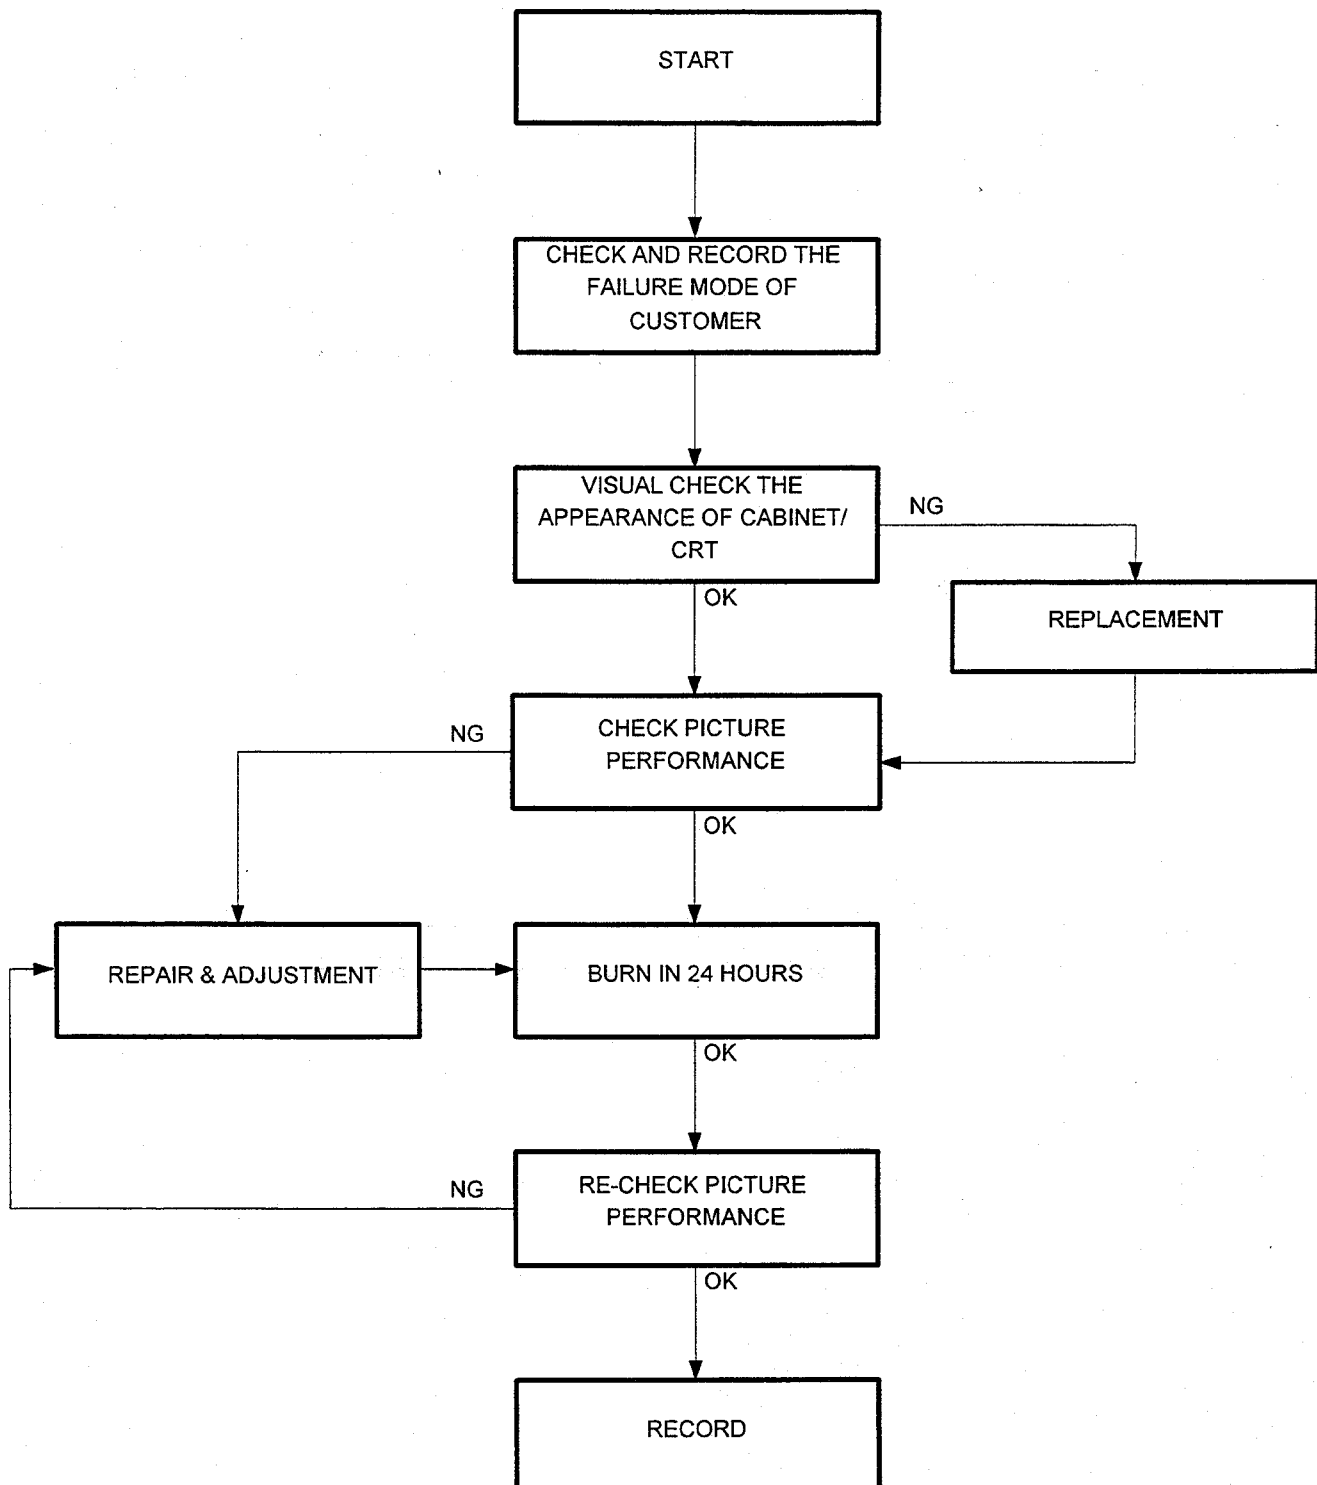 START
CHECK AND RECORD THE
FAILURE MODE OF
CUSTOMER
VISUAL CHECK THE
APPEARANCE OF CABINET/
CRT
NG
OK
REPLACEMENT
CHECK PICTURE
PERFORMANCE
NG
OK
REPAIR & ADJUSTMENT
BURN IN 24 HOURS
OK
RE-CHECK PICTURE
PERFORMANCE
NG
OK
RECORD